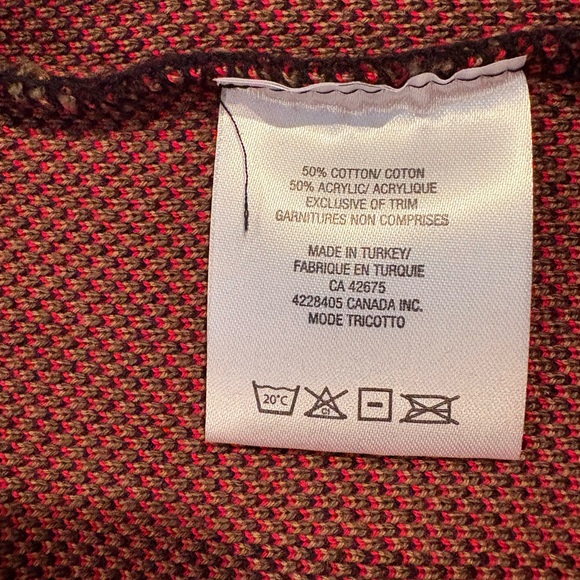 50% COTTON/ COTON
50% ACRYLIC/ ACRYLIQUE
EXCLUSIVE OF TRIM
GARNITURES NON COMPRISES
MADE IN TURKEY/
FABRIQUE EN TURQUIE
CA 42675
4228405 CANADA INC.
MODE TRICOTTO
20°C
cl